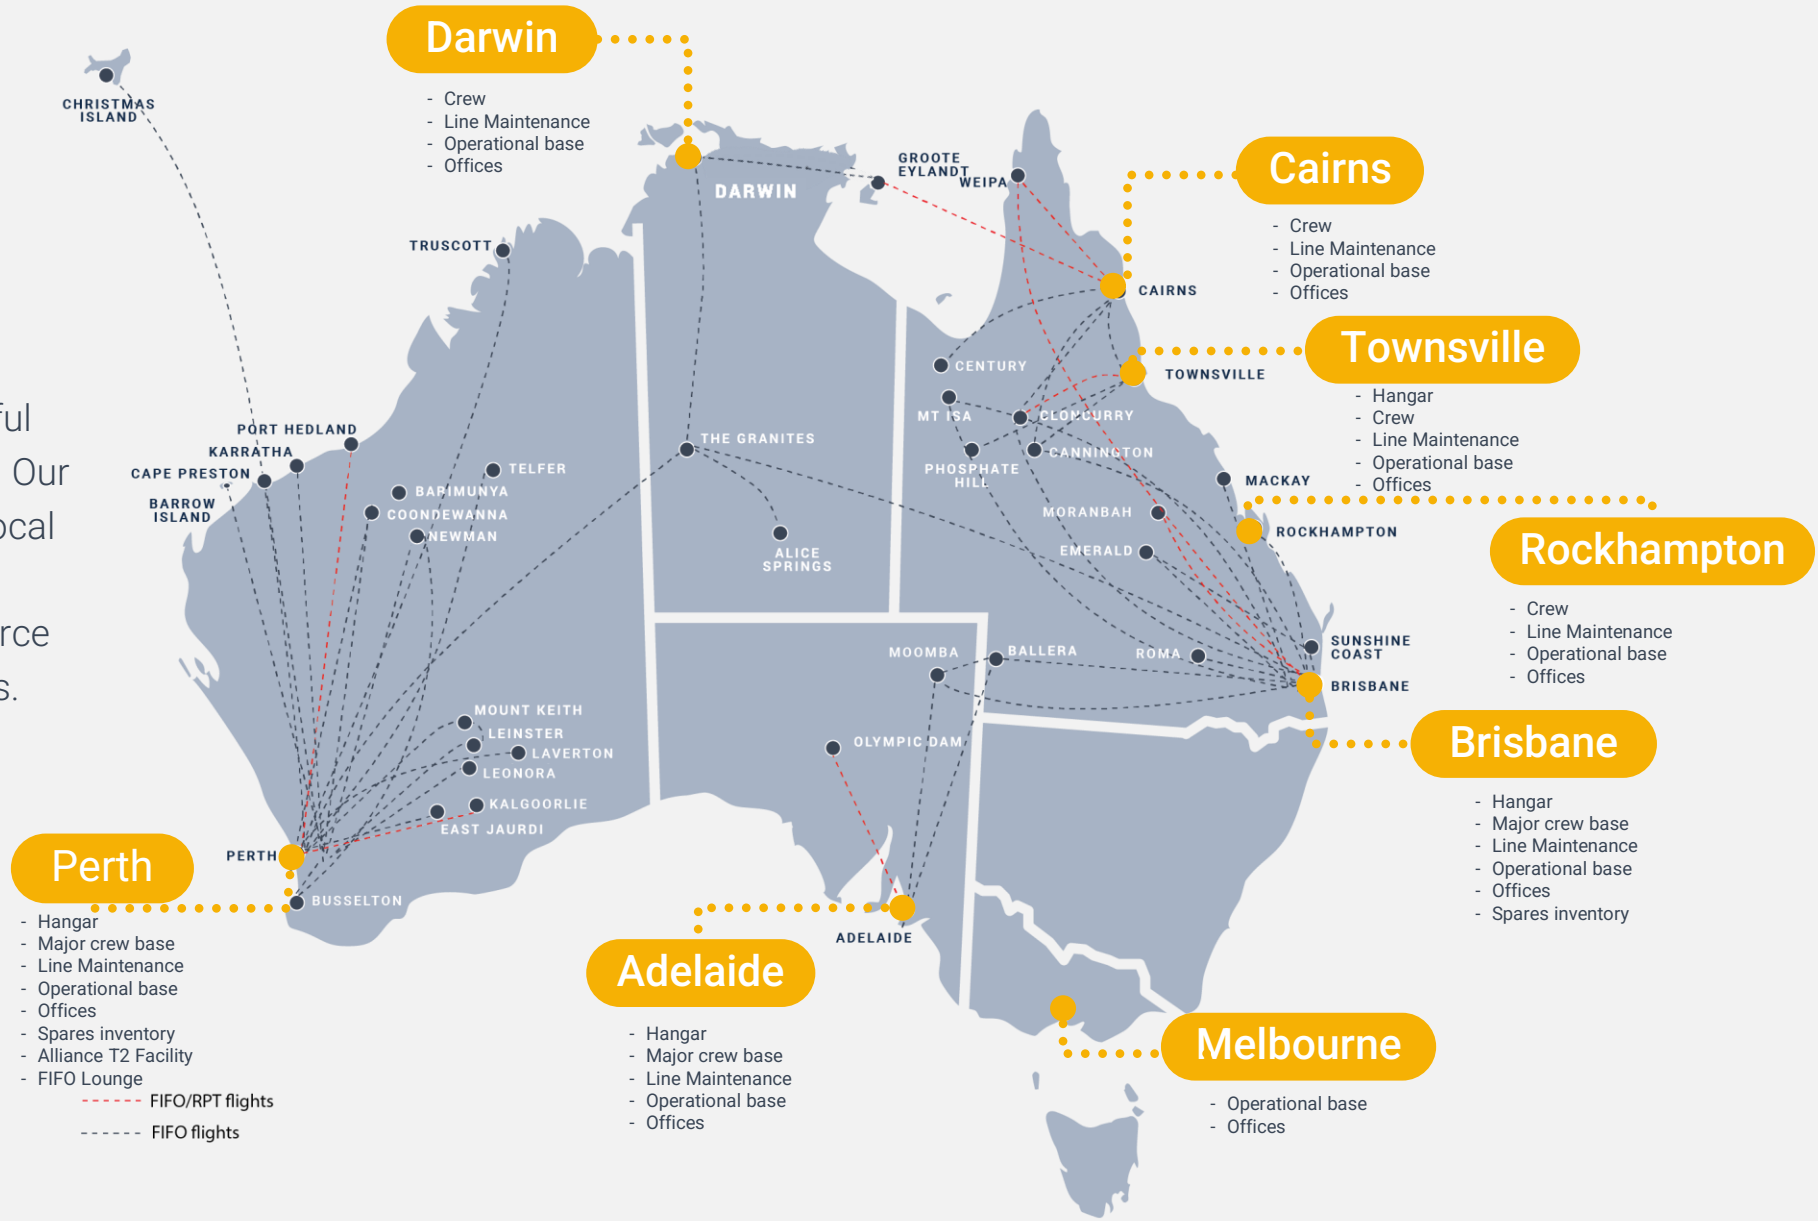 Darwin
- Crew
- Line Maintenance
- Operational base
- Offices
CHRISTMAS
ISLAND
GROOTE
EYLANDT
WEIPA
DARWIN
TRUSCOTT
Cairns
- Crew
- Line Maintenance
- Operational base
- Offices
CAIRNS
Townsville
- Hangar
- Crew
- Line Maintenance
- Operational base
- Offices
CENTURY
TOWNSVILLE
MT ISA
CLONCURRY
PHOSPHATE
HILL
CANNINGTON
THE GRANITES
ALICE
SPRINGS
PORT HEDLAND
KARRATHA
CAPE PRESTON
BARROW
ISLAND
TELFER
BARIMUNYA
COONDEWANNA
NEWMAN
Our
MACKAY
MORANBAH
EMERALD
ROCKHAMPTON
Rockhampton
- Crew
- Line Maintenance
- Operational base
- Offices
SUNSHINE
COAST
BRISBANE
ROMA
MOOMBA
BALLERA
OLYMPIC DAM
Brisbane
- Hangar
- Major crew base
- Line Maintenance
- Operational base
- Offices
- Spares inventory
MOUNT KEITH
LEINSTER
LAVERTON
LEONORA
KALGOORLIE
EAST JAURDI
PERTH
BUSSELTON
Perth
- Hangar
- Major crew base
- Line Maintenance
- Operational base
- Offices
- Spares inventory
- Alliance T2 Facility
- FIFO Lounge
FIFO/RPT flights
FIFO flights
ADELAIDE
Adelaide
- Hangar
- Major crew base
- Line Maintenance
- Operational base
- Offices
Melbourne
- Operational base
- Offices